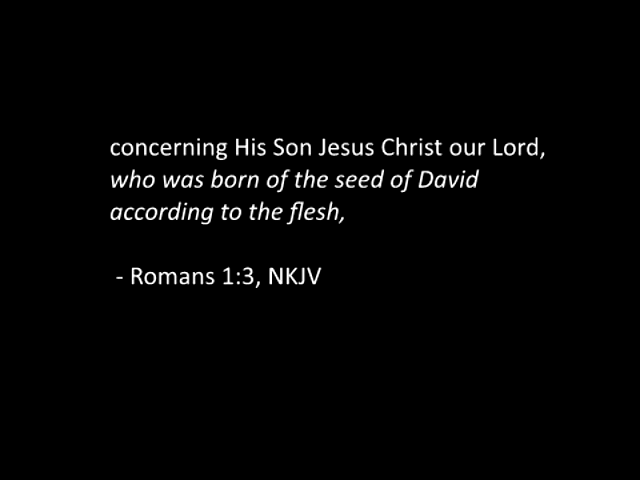 concerning His Son Jesus Christ our Lord,
who was born of the seed of David
according to the flesh,
- Romans 1:3, NKJV